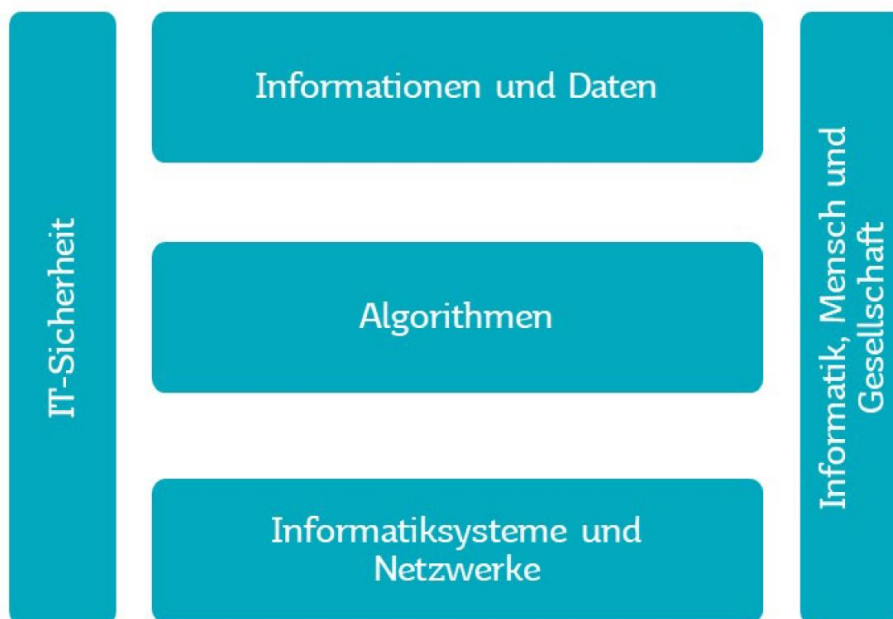 IT-Sicherheit
Informationen und Daten
Algorithmen
Informatiksysteme und
Netzwerke
Informatik, Mensch und
Gesellschaft